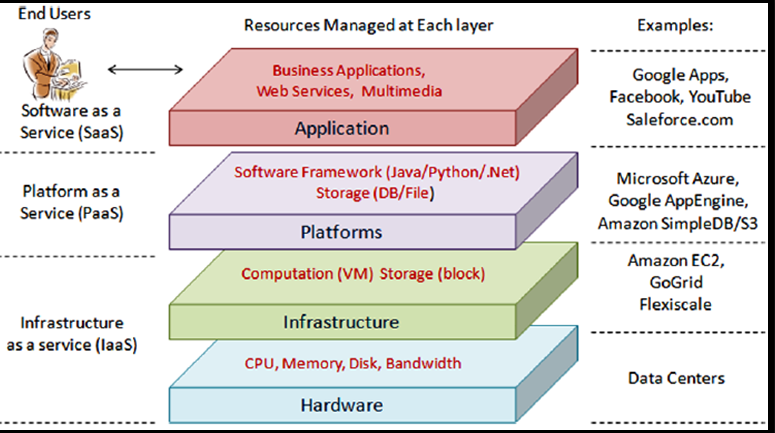 End Users
Resources Managed at Each layer
Examples:
Software as a
Service (SaaS)
Business Applications,
Web Services, Multimedia
Application
Google Apps,
Facebook, YouTube
Saleforce.com
Platform as a
Service (PaaS)
Software Framework (Java/Python/.Net)
Storage (DB/File)
Platforms
Microsoft Azure,
Google AppEngine,
Amazon SimpleDB/S3
Infrastructure
as a service (IaaS)
Computation (VM) Storage (block)
Infrastructure
Amazon EC2,
GoGrid
Flexiscale
CPU, Memory, Disk, Bandwidth
Hardware
Data Centers